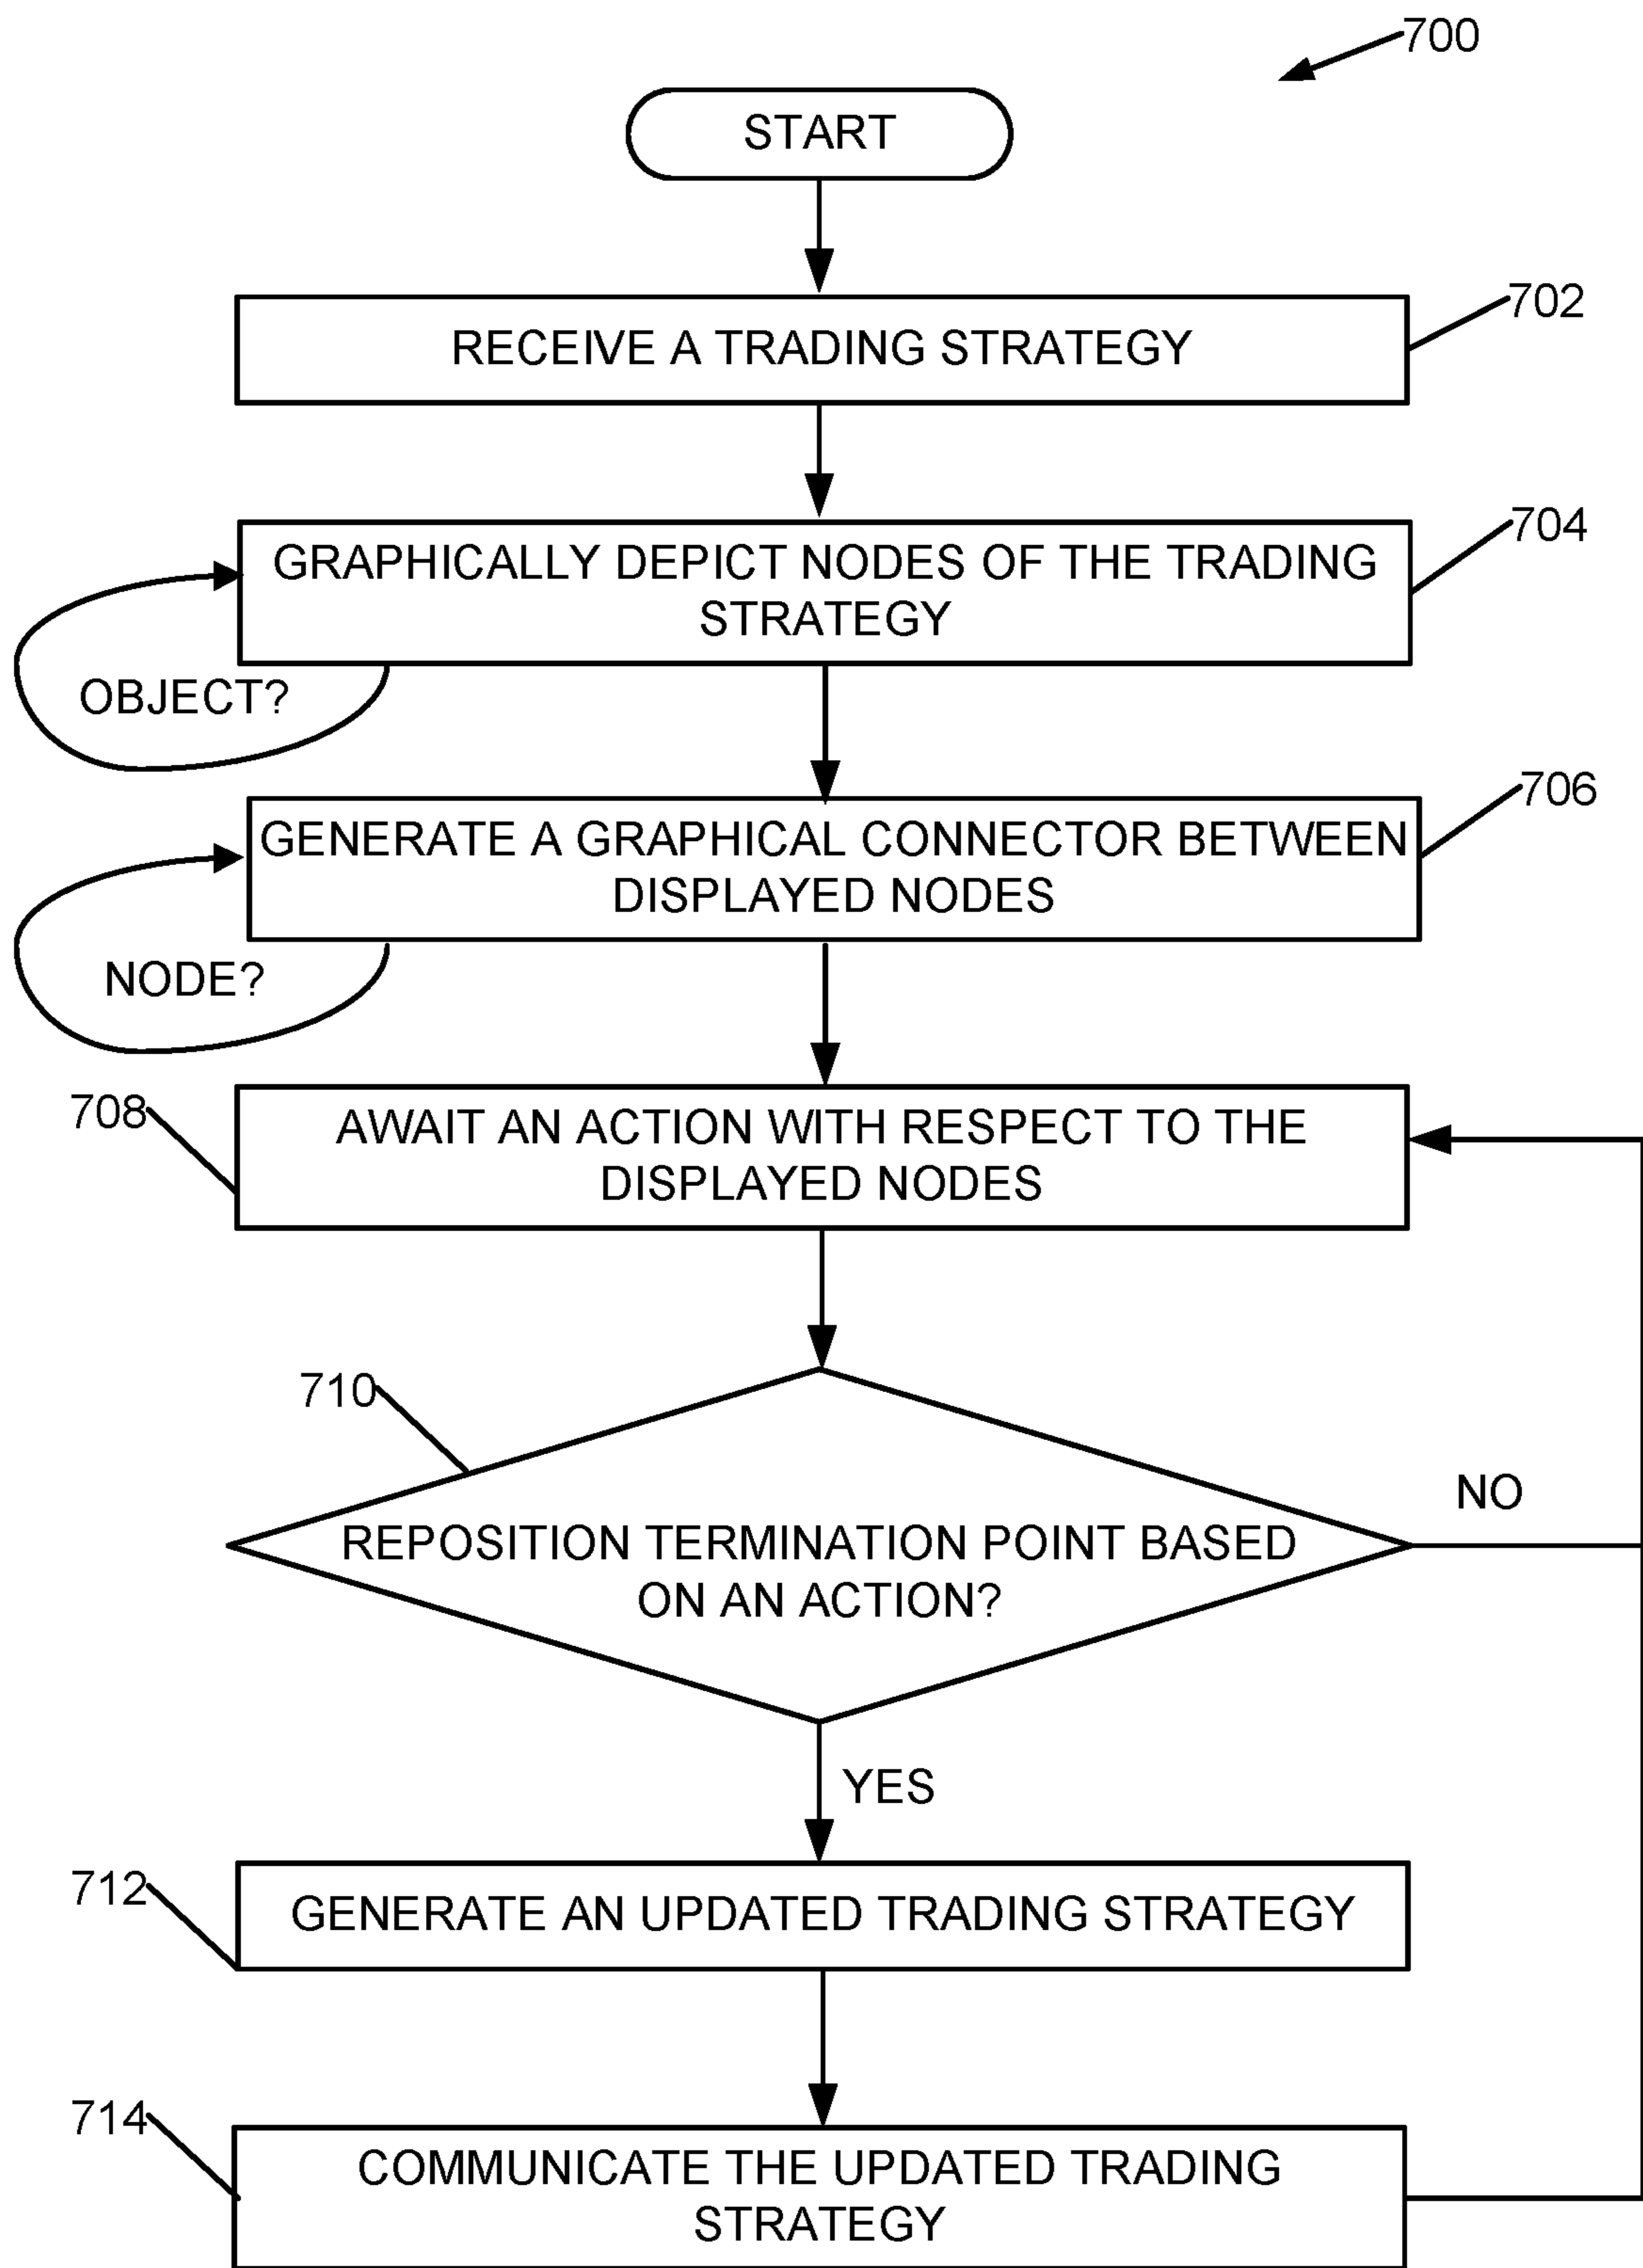 700
START
702
RECEIVE A TRADING STRATEGY
704
GRAPHICALLY DEPICT NODES OF THE TRADING
STRATEGY
OBJECT?
706
GENERATE A GRAPHICAL CONNECTOR BETWEEN
DISPLAYED NODES
NODE?
708
AWAIT AN ACTION WITH RESPECT TO THE
DISPLAYED NODES
710
NO
REPOSITION TERMINATION POINT BASED
ON AN ACTION?
YES
712
GENERATE AN UPDATED TRADING STRATEGY
714
COMMUNICATE THE UPDATED TRADING
STRATEGY